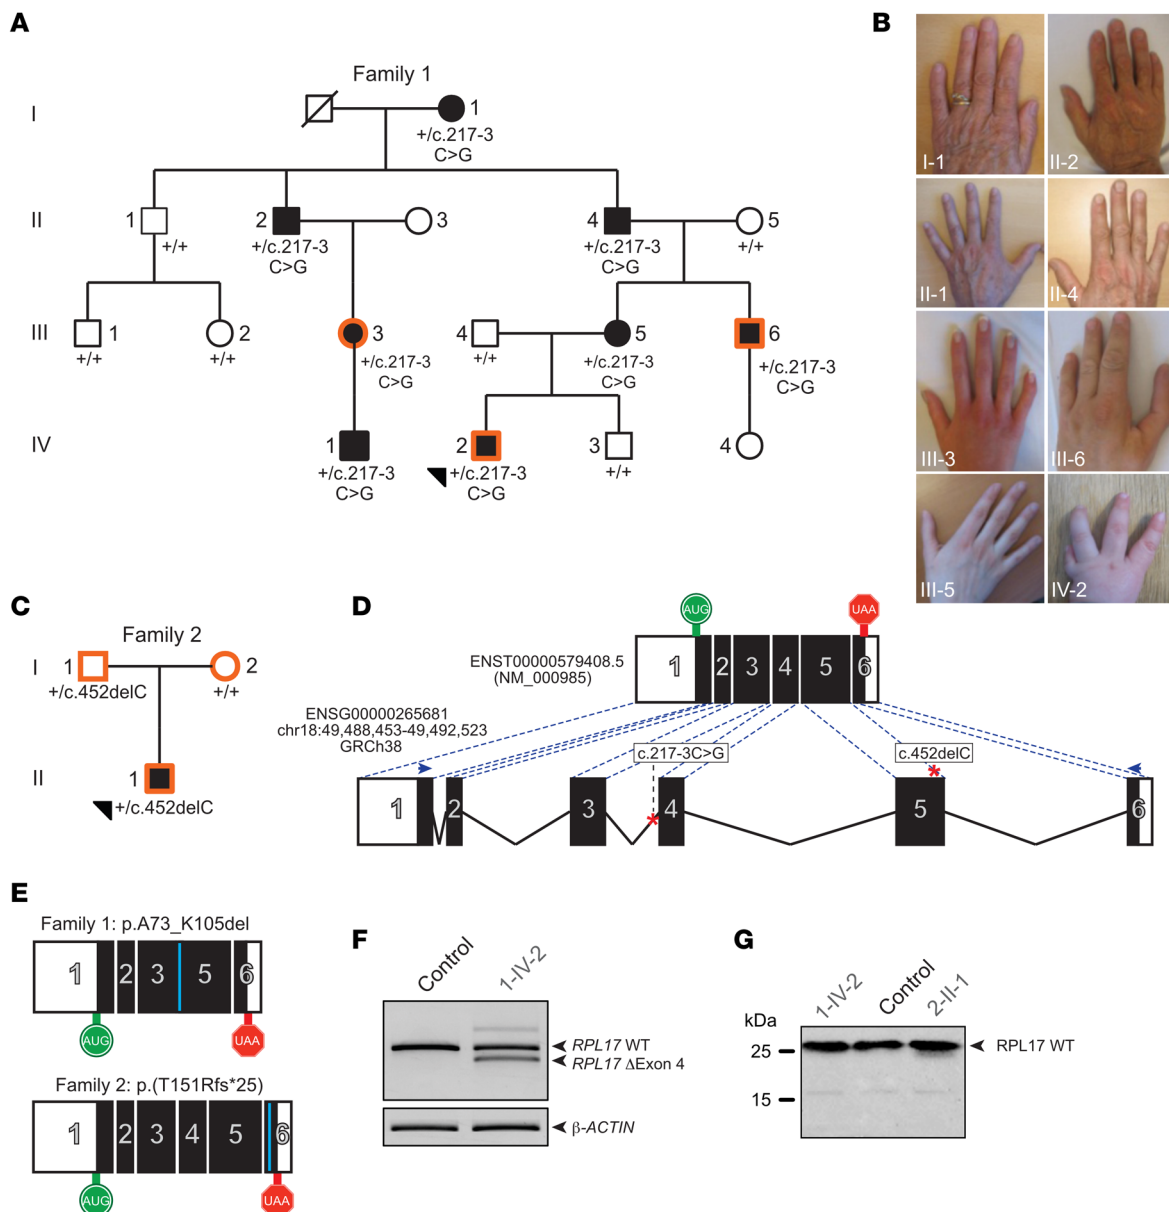 A
Family 1
I
1
+/c.217-3
C>G
II
1
+/+
2
+/c.217-3
C>G
3
4
+/c.217-3
C>G
5
+/+
III
1
+/+
2
+/+
3
+/c.217-3
C>G
4
+/+
5
+/c.217-3
C>G
6
+/c.217-3
C>G
IV
1
+/c.217-3
C>G
2
+/c.217-3
C>G
3
+/+
4
B
I-1
II-2
II-1
II-4
III-3
III-6
III-5
IV-2
C
Family 2
I
1
+/c.452delC
2
+/+
II
1
+/c.452delC
D
AUG
UAA
ENST00000579408.5
(NM_000985)
1 2 3 4 5 6
ENSG00000265681
chr18:49,488,453-49,492,523
GRCh38
c.217-3C>G
c.452delC
*
*
1 2 3 4 5 6
E
Family 1: p.A73_K105del
1 2 3 5 6
AUG
UAA
Family 2: p.(T151Rfs*25)
1 2 3 4 5 6
AUG
UAA
F
Control
1-IV-2
RPL17 WT
RPL17 ΔExon 4
β-ACTIN
G
1-IV-2
Control
2-II-1
kDa
25
15
RPL17 WT